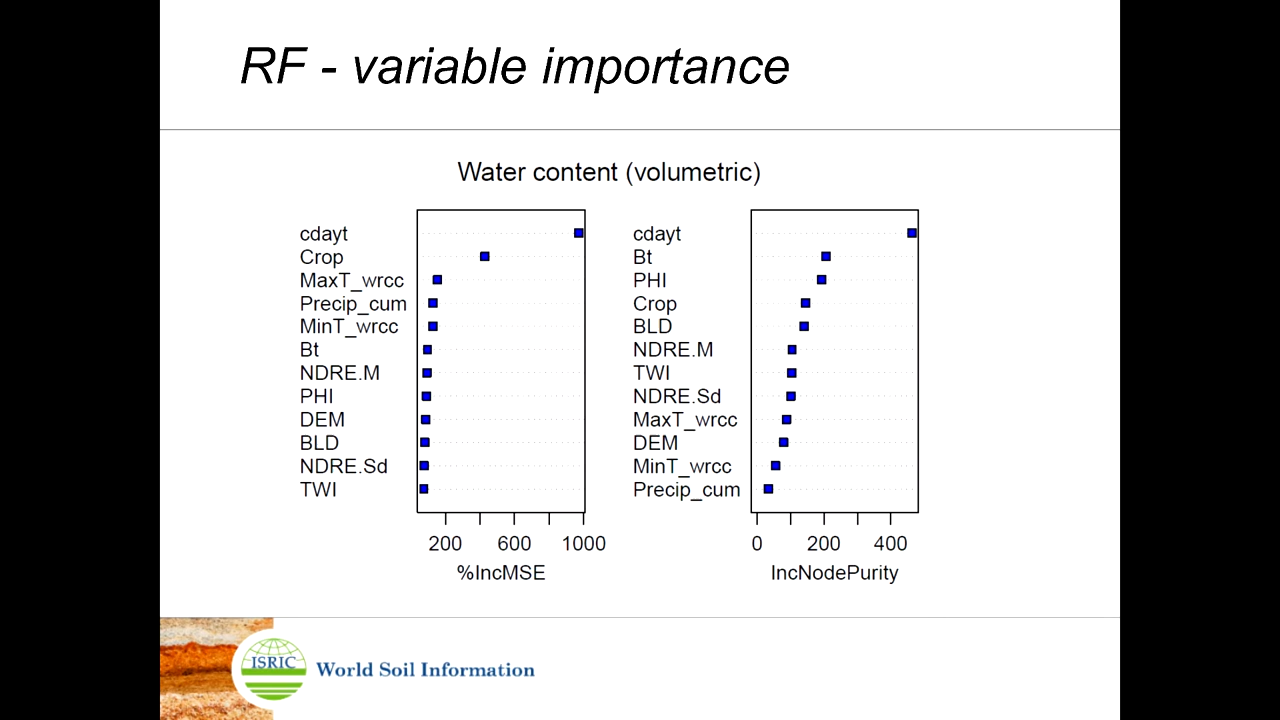 RF - variable importance
Water content (volumetric)
cdayt
Crop
MaxT_wrcc
Precip_cum
MinT_wrcc
Bt
NDRE.M
PHI
DEM
BLD
NDRE.Sd
TWI
200 600 1000
%IncMSE
cdayt
Bt
PHI
Crop
BLD
NDRE.M
TWI
NDRE.Sd
MaxT_wrcc
DEM
MinT_wrcc
Precip_cum
0 200 400
IncNodePurity
ISRIC
World Soil Information